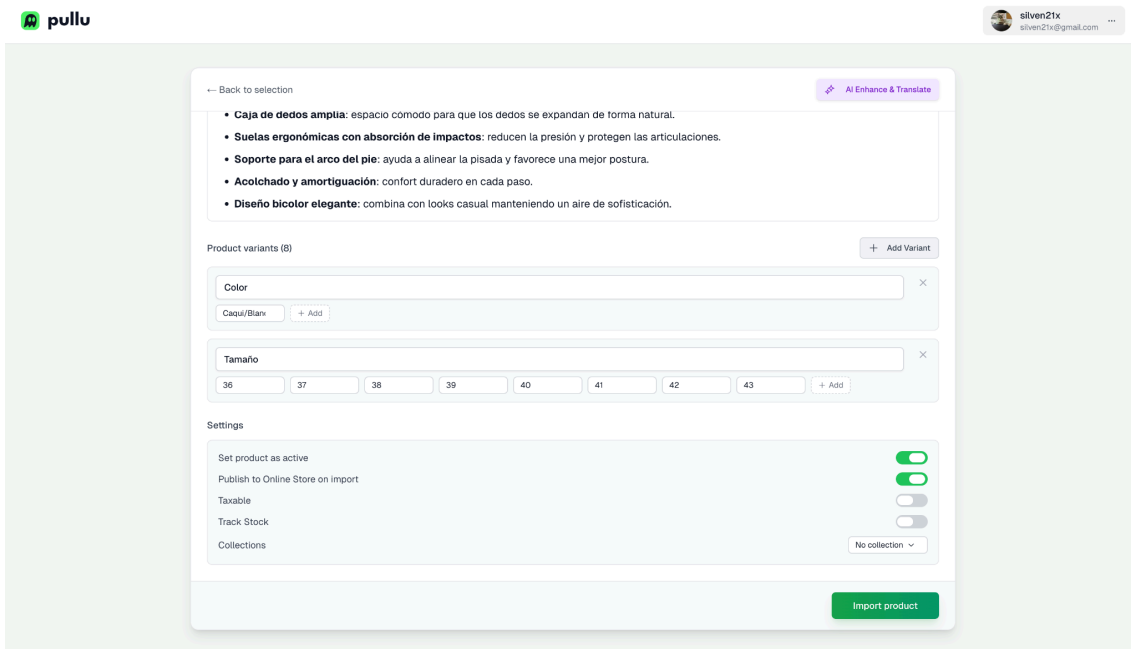 pullu
silven21x
silven21x@gmail.com
← Back to selection
AI Enhance & Translate
• Caja de dedos amplia: espacio cómodo para que los dedos se expandan de forma natural.
• Suelas ergonómicas con absorción de impactos: reducen la presión y protegen las articulaciones.
• Soporte para el arco del pie: ayuda a alinear la pisada y favorece una mejor postura.
• Acolchado y amortiguación: confort duradero en cada paso.
• Diseño bicolor elegante: combina con looks casual manteniendo un aire de sofisticación.
Product variants (8)
+ Add Variant
Color
Caqui/Blan
+ Add
Tamaño
36 37 38 39 40 41 42 43 + Add
Settings
Set product as active
Publish to Online Store on import
Taxable
Track Stock
Collections No collection
Import product